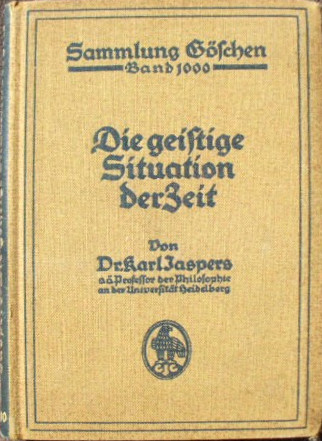 Sammlung Göschen
Band 1000
Die geistige
Situation
der Zeit
Von
Dr. Karl Jaspers
o. ö. Professor der Philosophie
an der Universität Heidelberg